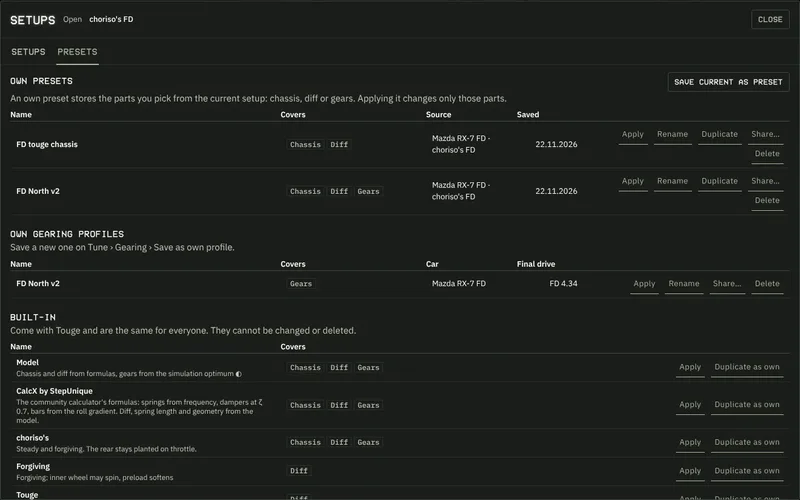 SETUPS Open choriso's FD CLOSE
SETUPS PRESETS
OWN PRESETS SAVE CURRENT AS PRESET
An own preset stores the parts you pick from the current setup: chassis, diff or gears. Applying it changes only those parts.
Name Covers Source Saved
FD touge chassis Chassis Diff Mazda RX-7 FD · choriso's FD 22.11.2026 Apply Rename Duplicate Share… Delete
FD North v2 Chassis Diff Gears Mazda RX-7 FD · choriso's FD 22.11.2026 Apply Rename Duplicate Share… Delete
OWN GEARING PROFILES
Save a new one on Tune › Gearing › Save as own profile.
Name Covers Car Final drive
FD North v2 Gears Mazda RX-7 FD FD 4.34 Apply Rename Share… Delete
BUILT-IN
Come with Touge and are the same for everyone. They cannot be changed or deleted.
Name Covers
Model Chassis Diff Gears Apply Duplicate as own
Chassis and diff from formulas, gears from the simulation optimum ◐
CalcX by StepUnique
The community calculator's formulas: springs from frequency, dampers at ζ
0.7, bars from the roll gradient. Diff, spring length and geometry from the
model.
Chassis Diff Gears Apply Duplicate as own
choriso's Chassis Diff Gears Apply Duplicate as own
Steady and forgiving. The rear stays planted on throttle.
Forgiving Diff Apply Duplicate as own
Forgiving: inner wheel may spin, preload softens
Touge Diff